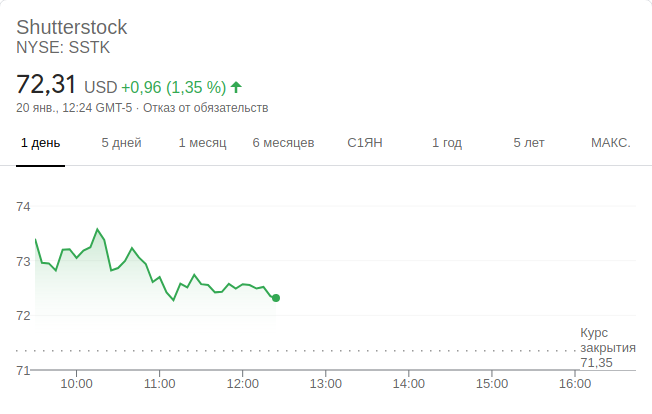 Shutterstock
NYSE: SSTK
72,31 USD +0,96 (1,35 %)
20 янв., 12:24 GMT-5 · Отказ от обязательств
1 день 5 дней 1 месяц 6 месяцев С1ЯН 1 год 5 лет МАКС.
74
73
72
Курс
закрытия
71,35
71
10:00 11:00 12:00 13:00 14:00 15:00 16:00